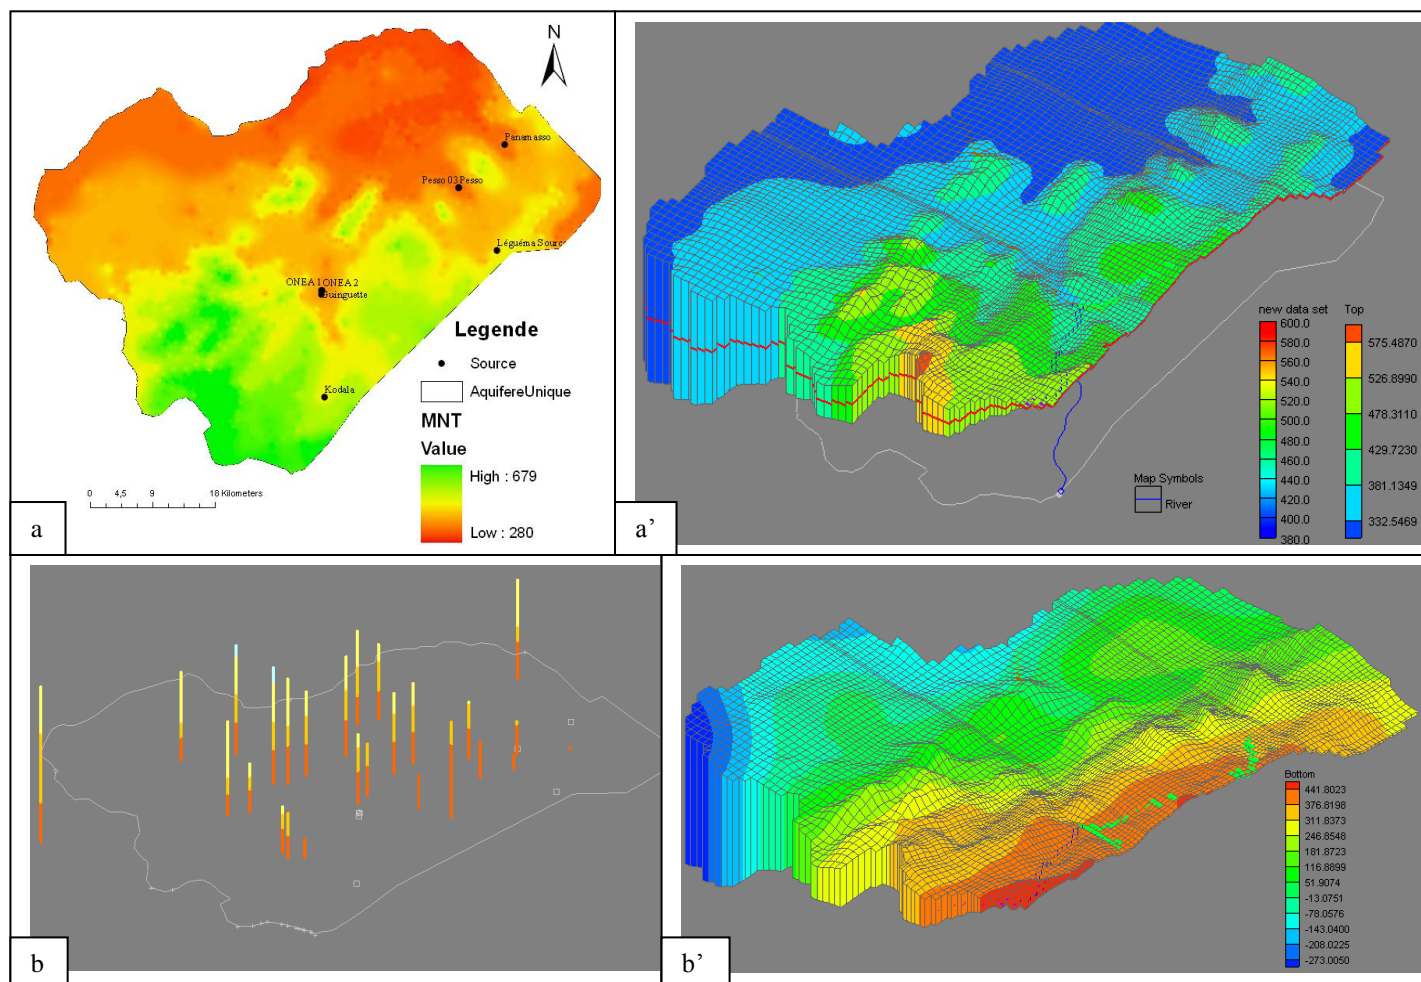 N
Panamasso
Pesso 03 Pesso
Léguéma Sourc
ONEA 1 ONEA 2
Guinguette
Kodala
Legende
Source
AquifereUnique
MNT
Value
High : 679
Low : 280
0 4,5 9 18 Kilometers
a
new data set
600.0
580.0
560.0
540.0
520.0
500.0
480.0
460.0
440.0
420.0
400.0
380.0
Top
575.4870
526.8990
478.3110
429.7230
381.1349
332.5469
Map Symbols
River
a’
b
Bottom
441.8023
376.8198
311.8373
246.8548
181.8723
116.8899
51.9074
-13.0751
-78.0576
-143.0400
-208.0225
-273.0050
b’